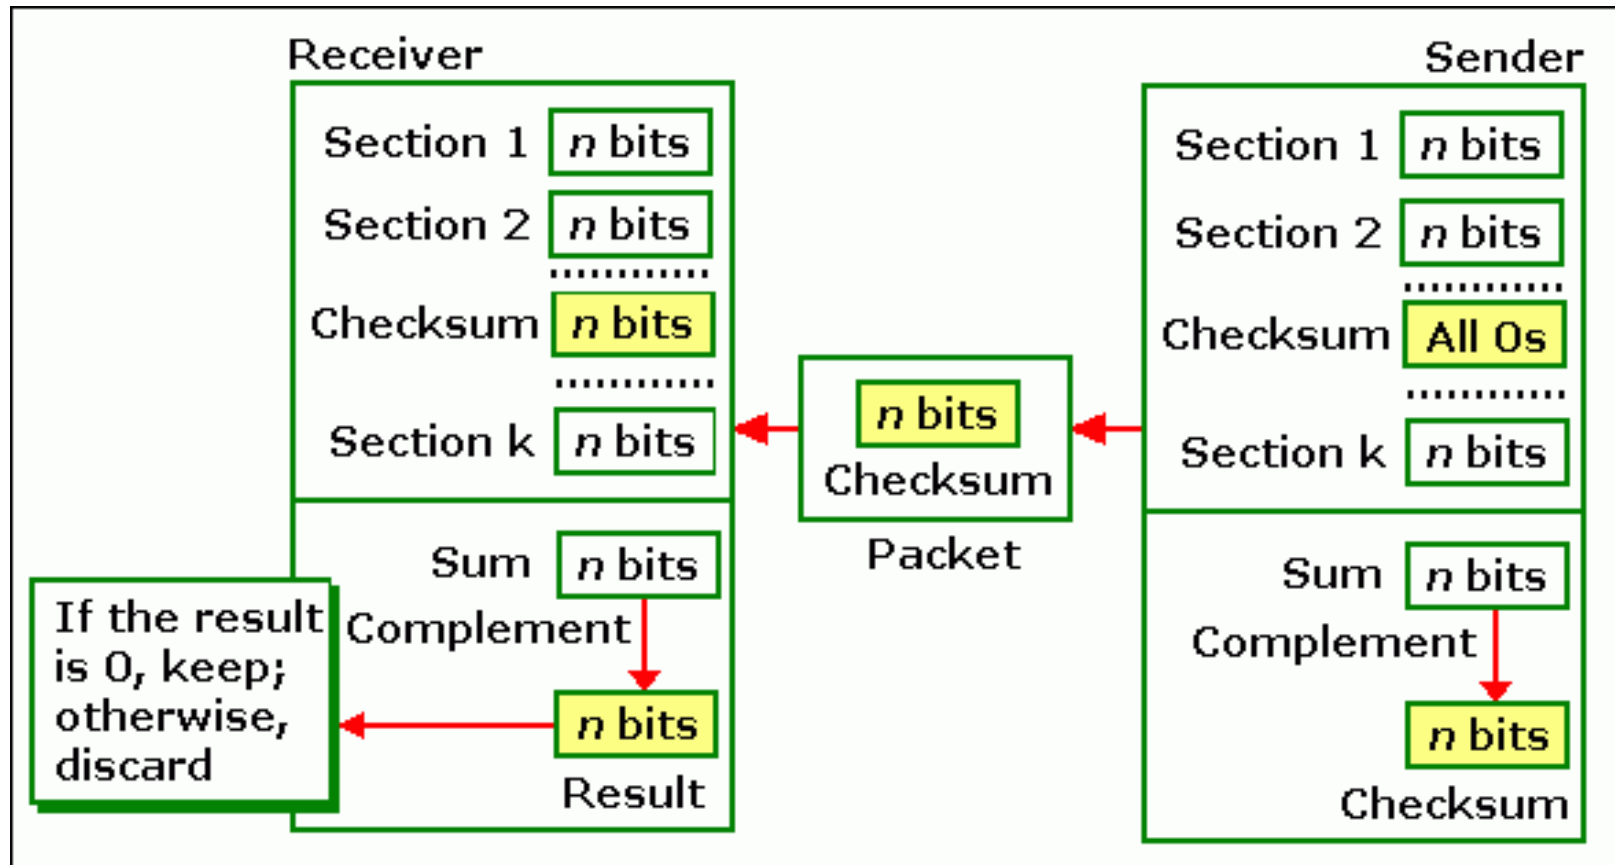 Receiver
Section 1 n bits
Section 2 n bits
Checksum n bits
Section k n bits
Sum n bits
Complement
n bits
Result
If the result
is 0, keep;
otherwise,
discard
n bits
Checksum
Packet
Sender
Section 1 n bits
Section 2 n bits
Checksum All 0s
Section k n bits
Sum n bits
Complement
n bits
Checksum